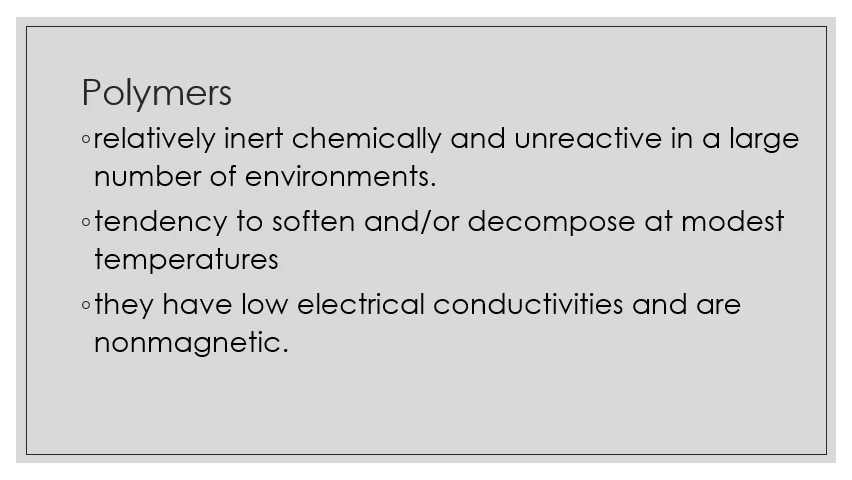 Polymers
◦relatively inert chemically and unreactive in a large
number of environments.
◦tendency to soften and/or decompose at modest
temperatures
◦they have low electrical conductivities and are
nonmagnetic.